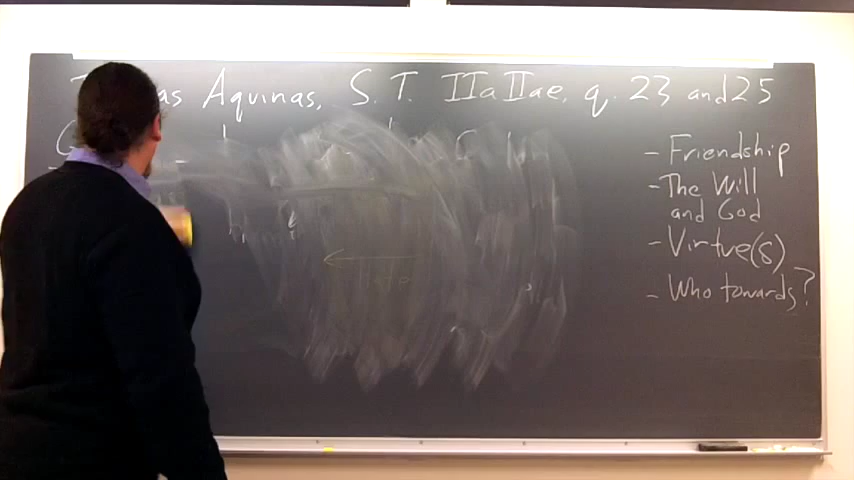 as Aquinas, S. T. IIaIIae, q. 23 and 25
- Friendship
- The Will
and God
- Virtue(s)
- Who towards?